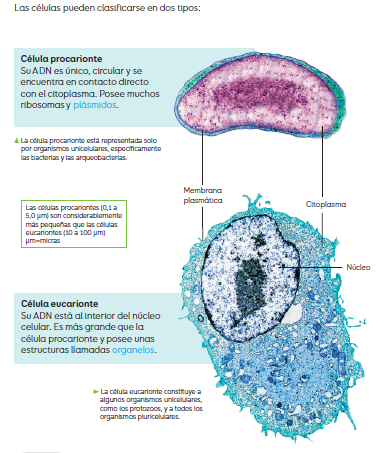 Las células pueden clasificarse en dos tipos:
Célula procarionte
Su ADN es único, circular y se
encuentra en contacto directo
con el citoplasma. Posee muchos
ribosomas y plásmidos.
▲ La célula procarionte está representada solo
por organismos unicelulares, específicamente
las bacterias y las arqueobacterias.
Membrana
plasmática
Citoplasma
Las células procariontes (0,1 a
5,0 µm) son considerablemente
más pequeñas que las células
eucariontes (10 a 100 µm)
µm=micras
Núcleo
Célula eucarionte
Su ADN está al interior del núcleo
celular. Es más grande que la
célula procarionte y posee unas
estructuras llamadas organelos.
► La célula eucarionte constituye a
algunos organismos unicelulares,
como los protozoos, y a todos los
organismos pluricelulares.